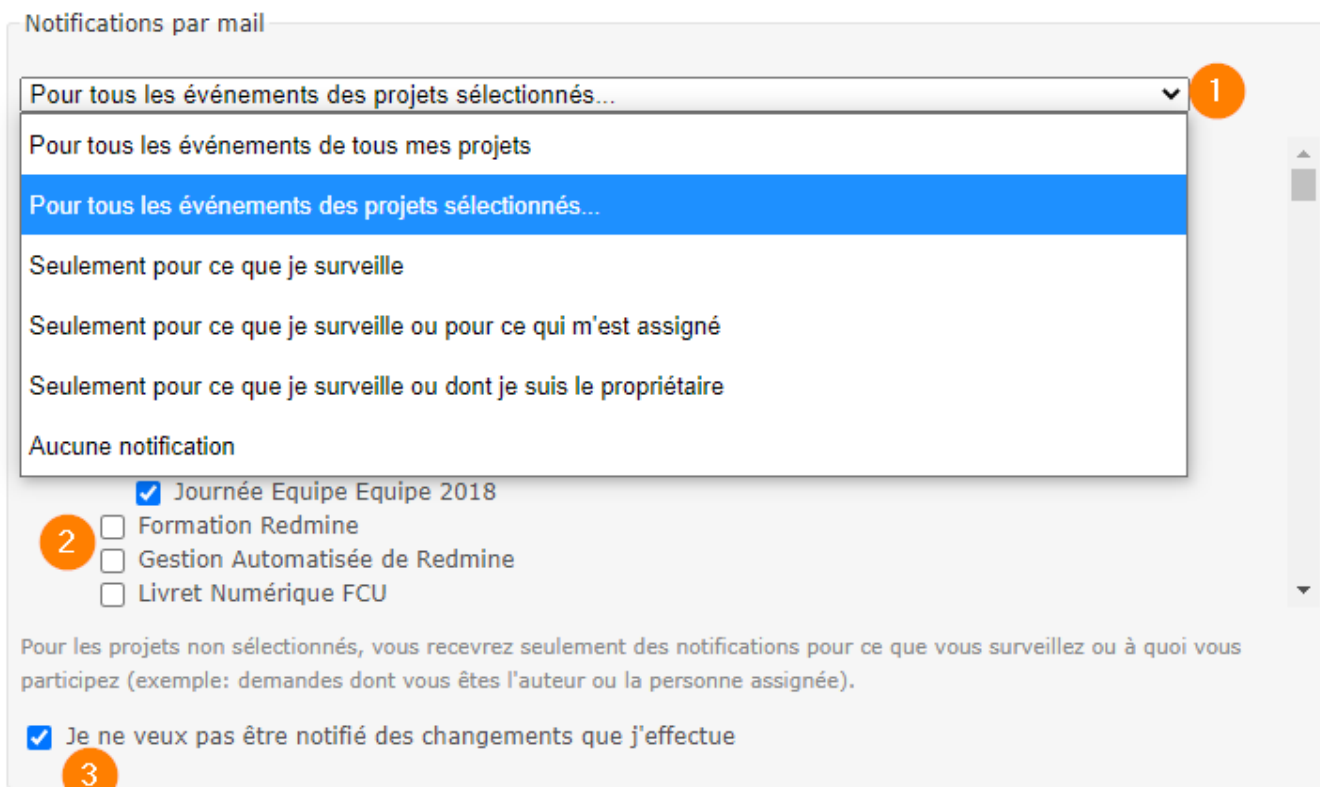 Notifications par mail
Pour tous les événements des projets sélectionnés...
1
Pour tous les événements de tous mes projets
Pour tous les événements des projets sélectionnés...
Seulement pour ce que je surveille
Seulement pour ce que je surveille ou pour ce qui m'est assigné
Seulement pour ce que je surveille ou dont je suis le propriétaire
Aucune notification
Journée Equipe Equipe 2018
2
Formation Redmine
Gestion Automatisée de Redmine
Livret Numérique FCU
Pour les projets non sélectionnés, vous recevrez seulement des notifications pour ce que vous surveillez ou à quoi vous
participez (exemple: demandes dont vous êtes l'auteur ou la personne assignée).
Je ne veux pas être notifié des changements que j'effectue
3